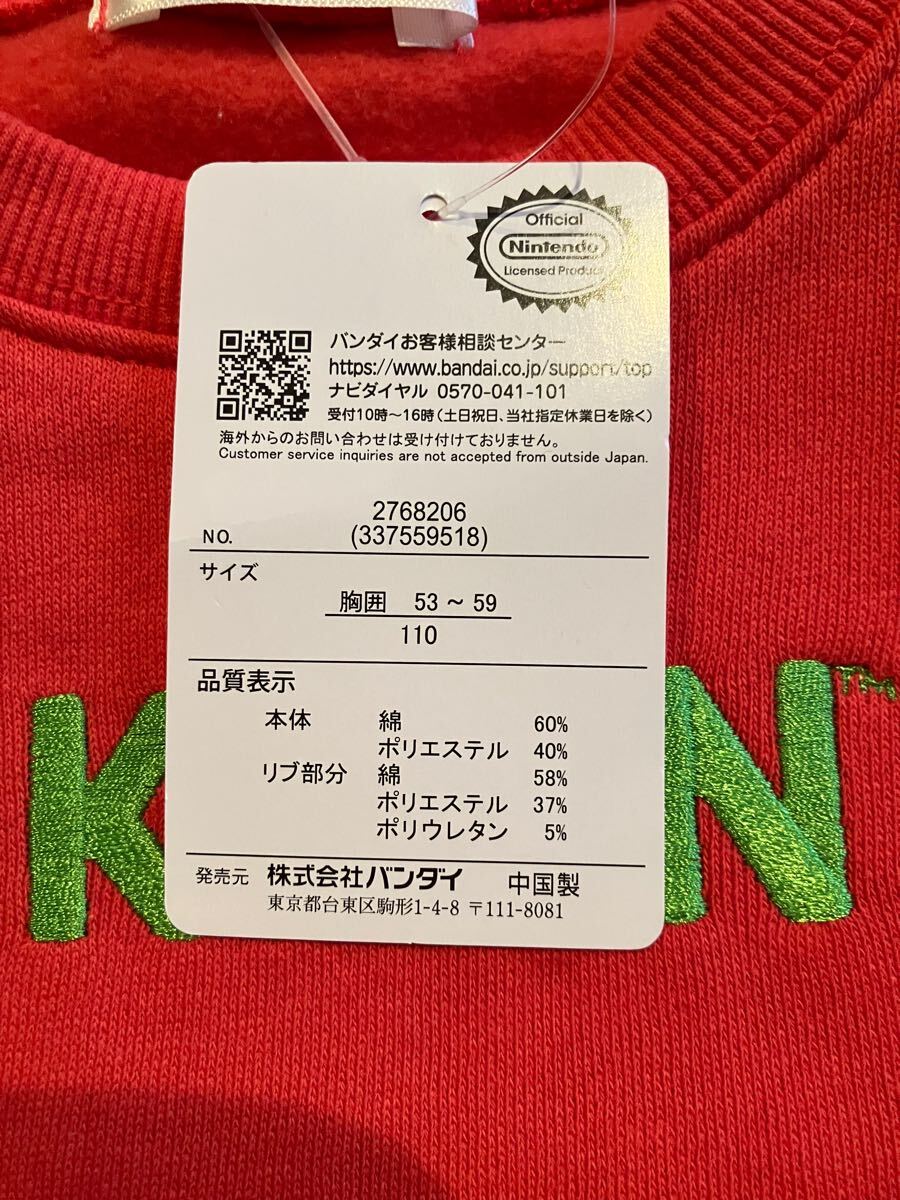 Official
Nintendo
Licensed Product
バンダイお客様相談センター
https://www.bandai.co.jp/support/top
ナビダイヤル 0570-041-101
受付10時〜16時(土日祝日、当社指定休業日を除く)
海外からのお問い合わせは受け付けておりません。
Customer service inquiries are not accepted from outside Japan.
2768206
NO. (337559518)
サイズ
胸囲 53 ~ 59
110
品質表示
本体 綿 60%
ポリエステル 40%
リブ部分 綿 58%
ポリエステル 37%
ポリウレタン 5%
発売元 株式会社バンダイ 中国製
東京都台東区駒形1-4-8 〒111-8081
K N™